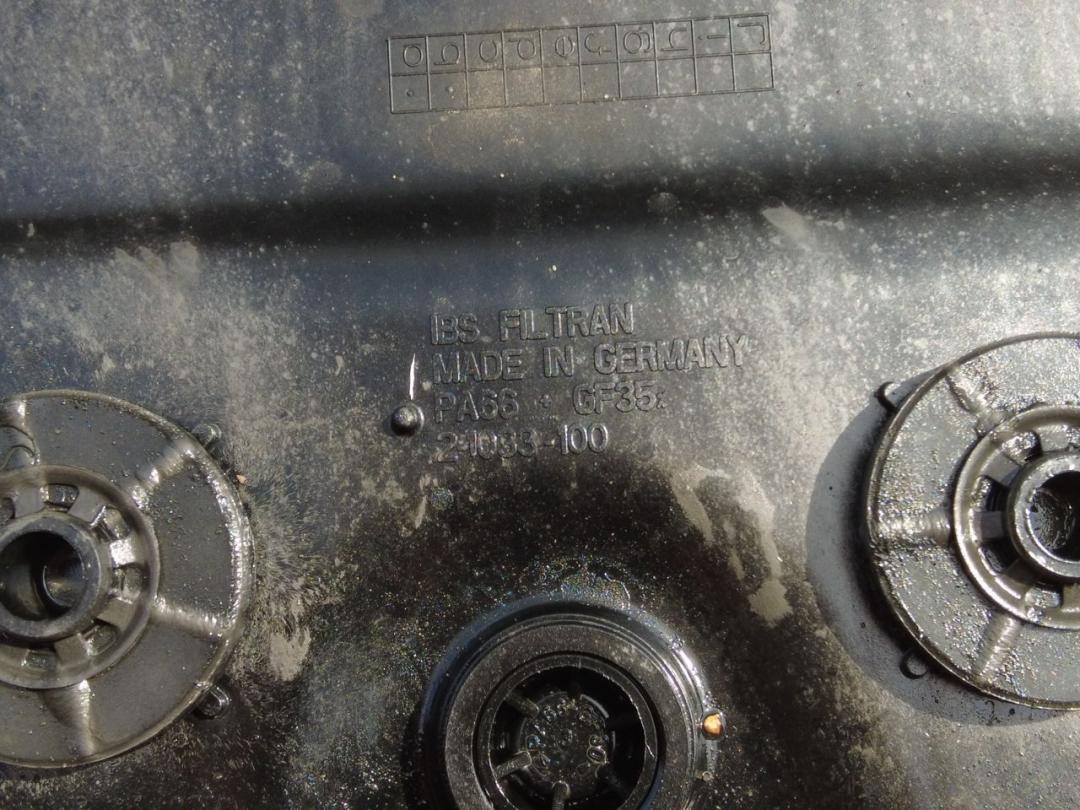 a b c d e f g h i j
IBS FILTRAN
MADE IN GERMANY
PA66 + GF35%
2-1033-100